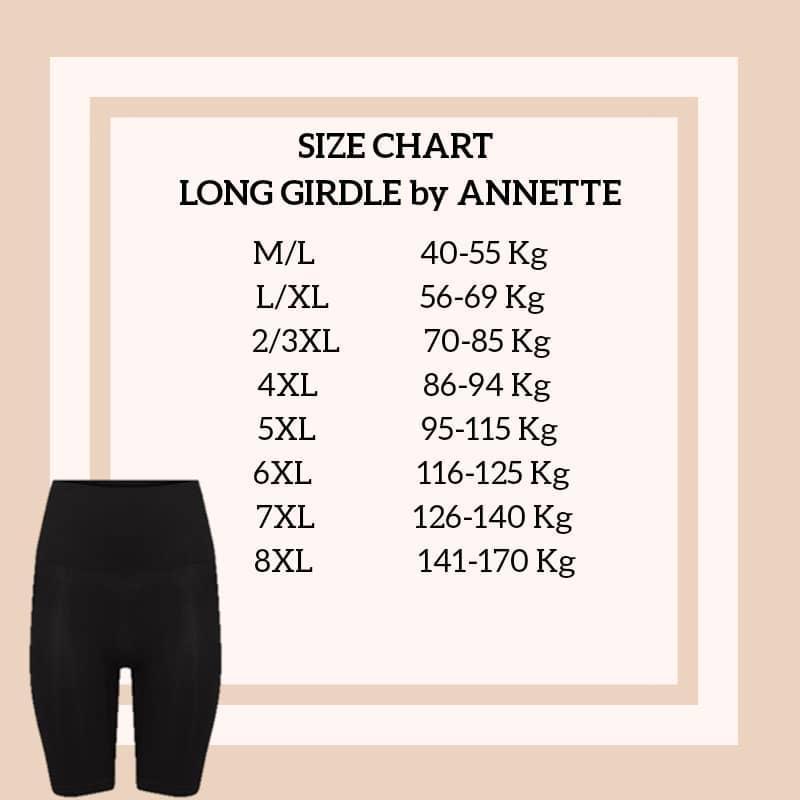 SIZE CHART
LONG GIRDLE by ANNETTE
M/L 40-55 Kg
L/XL 56-69 Kg
2/3XL 70-85 Kg
4XL 86-94 Kg
5XL 95-115 Kg
6XL 116-125 Kg
7XL 126-140 Kg
8XL 141-170 Kg